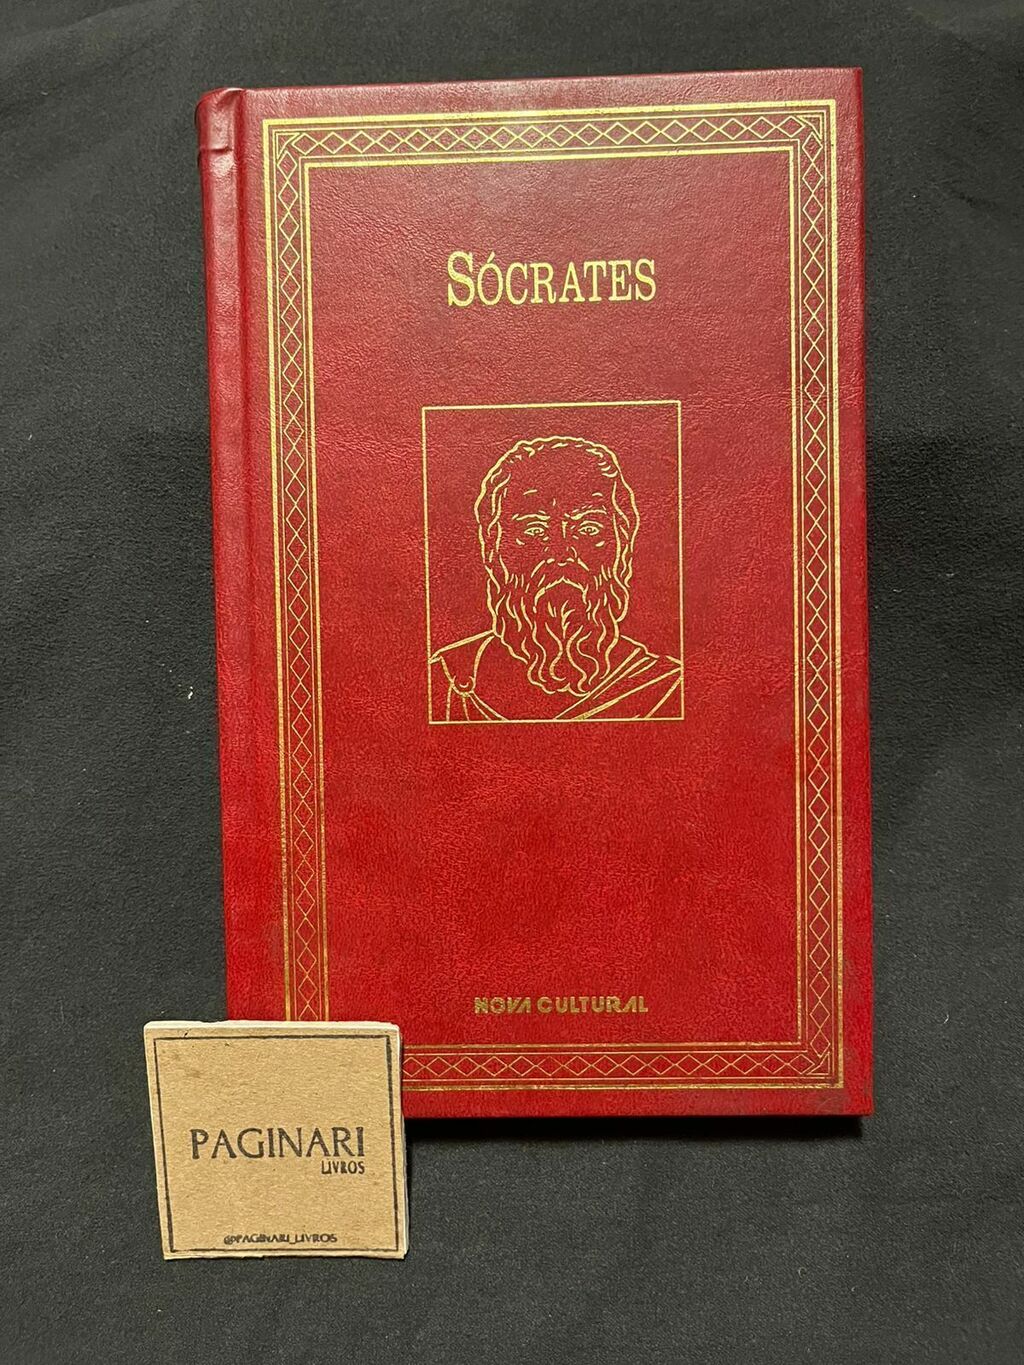 SÓCRATES
NOVA CULTURAL
PAGINARI
LIVROS
@PAGINARI_LIVROS